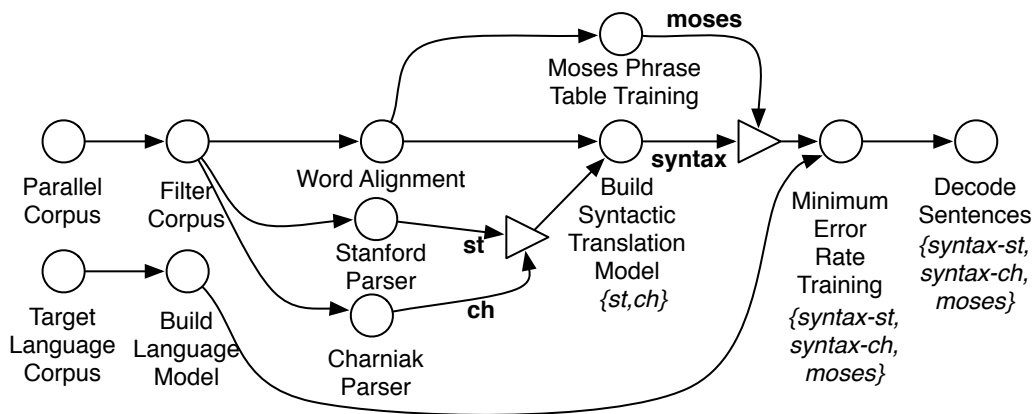 moses
Moses Phrase
Table Training
Parallel
Corpus
Filter
Corpus
Word Alignment
syntax
Build
Syntactic
Translation
Model
{st,ch}
Minimum
Error
Rate
Training
{syntax-st,
syntax-ch,
moses}
Decode
Sentences
{syntax-st,
syntax-ch,
moses}
st
Stanford
Parser
ch
Charniak
Parser
Target
Language
Corpus
Build
Language
Model